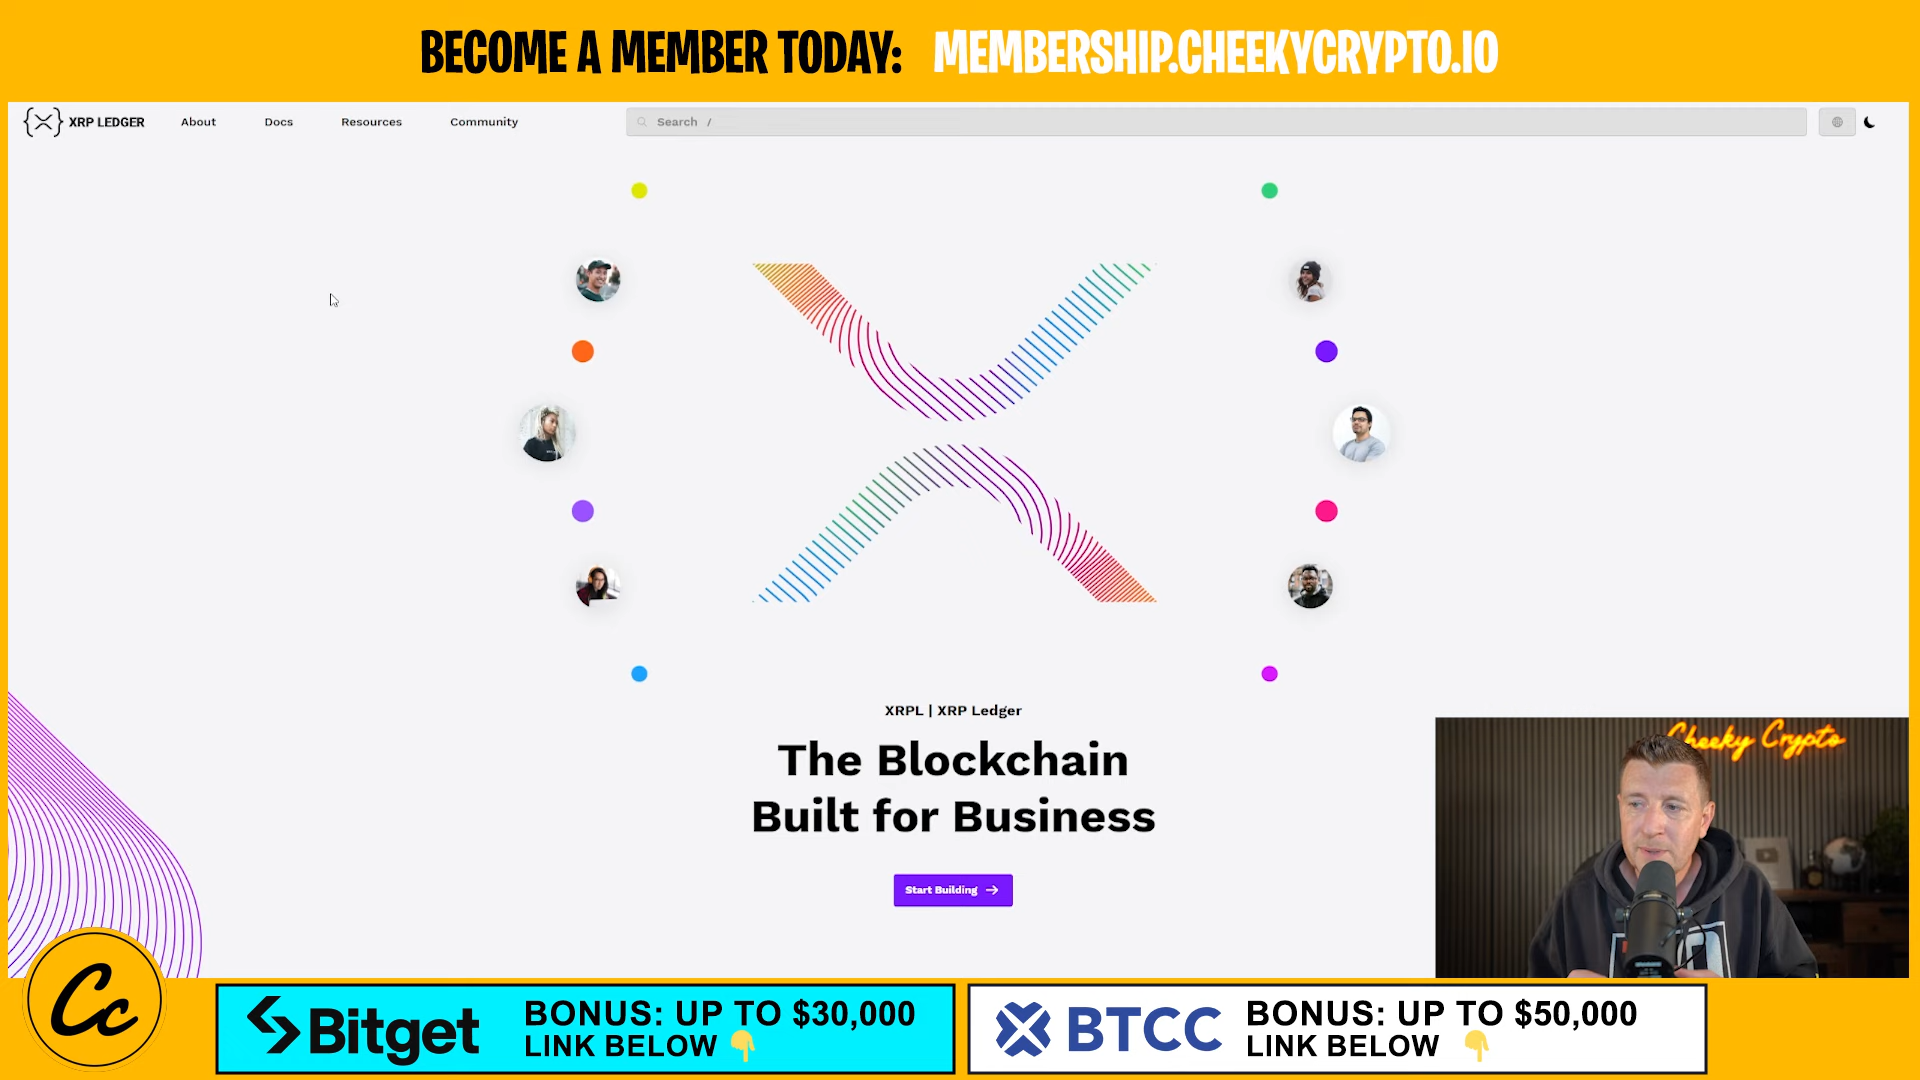 BECOME A MEMBER TODAY: MEMBERSHIP.CHEEKYCRYPTO.IO
XRP LEDGER About Docs Resources Community Search /
XRPL | XRP Ledger
The Blockchain
Built for Business
Start Building
Cheeky Crypto
Cc
Bitget
BONUS: UP TO $30,000
LINK BELOW
BTCC
BONUS: UP TO $50,000
LINK BELOW